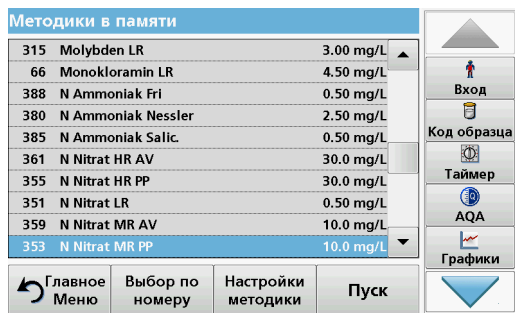 Методики в памяти
315 Molybden LR 3.00 mg/L
66 Monokloramin LR 4.50 mg/L
388 N Ammoniak Fri 0.50 mg/L
380 N Ammoniak Nessler 2.50 mg/L
385 N Ammoniak Salic. 0.50 mg/L
361 N Nitrat HR AV 30.0 mg/L
355 N Nitrat HR PP 30.0 mg/L
351 N Nitrat LR 0.50 mg/L
359 N Nitrat MR AV 10.0 mg/L
353 N Nitrat MR PP 10.0 mg/L
Вход
Код образца
Таймер
AQA
Графики
Главное
Меню
Выбор по
номеру
Настройки
методики
Пуск